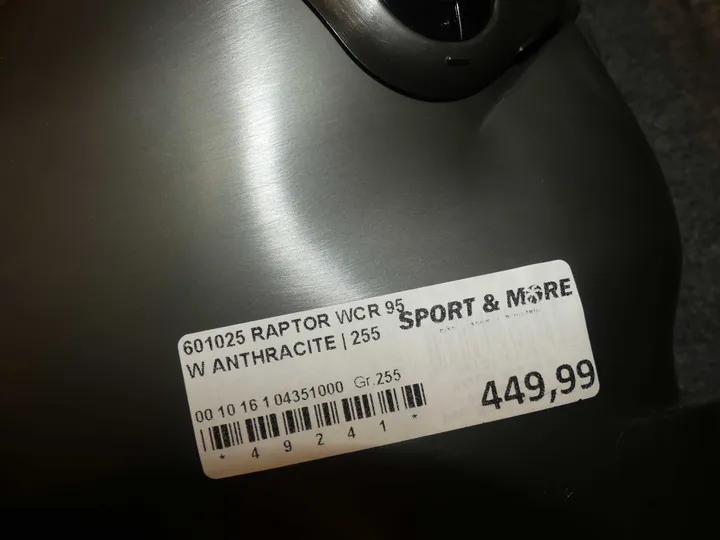 601025 RAPTOR WCR 95
W ANTHRACITE | 255
SPORT & MORE
00 10 16 1 04351000 Gr.255
449,99
* 4 9 2 4 1 *